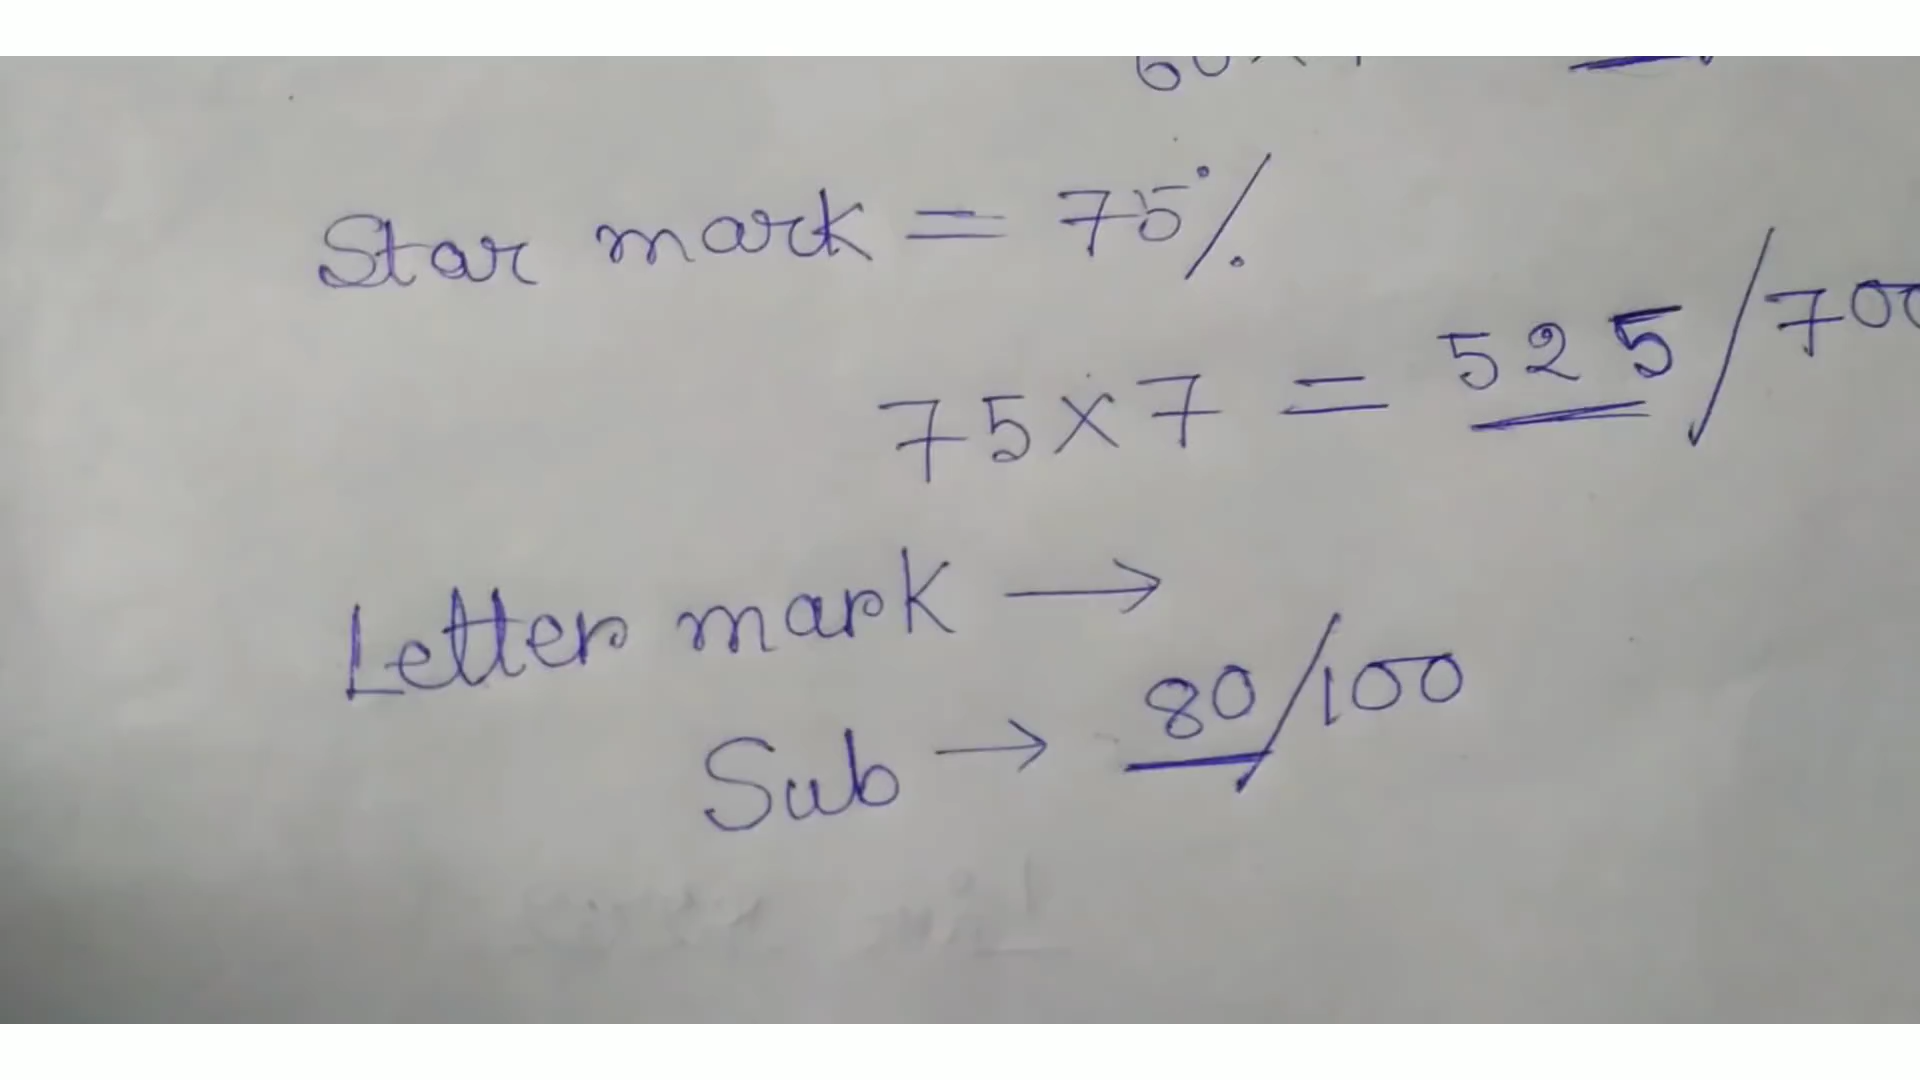 Star mark = 75%
75×7 = 525/700
Letter mark →
Sub → 80/100